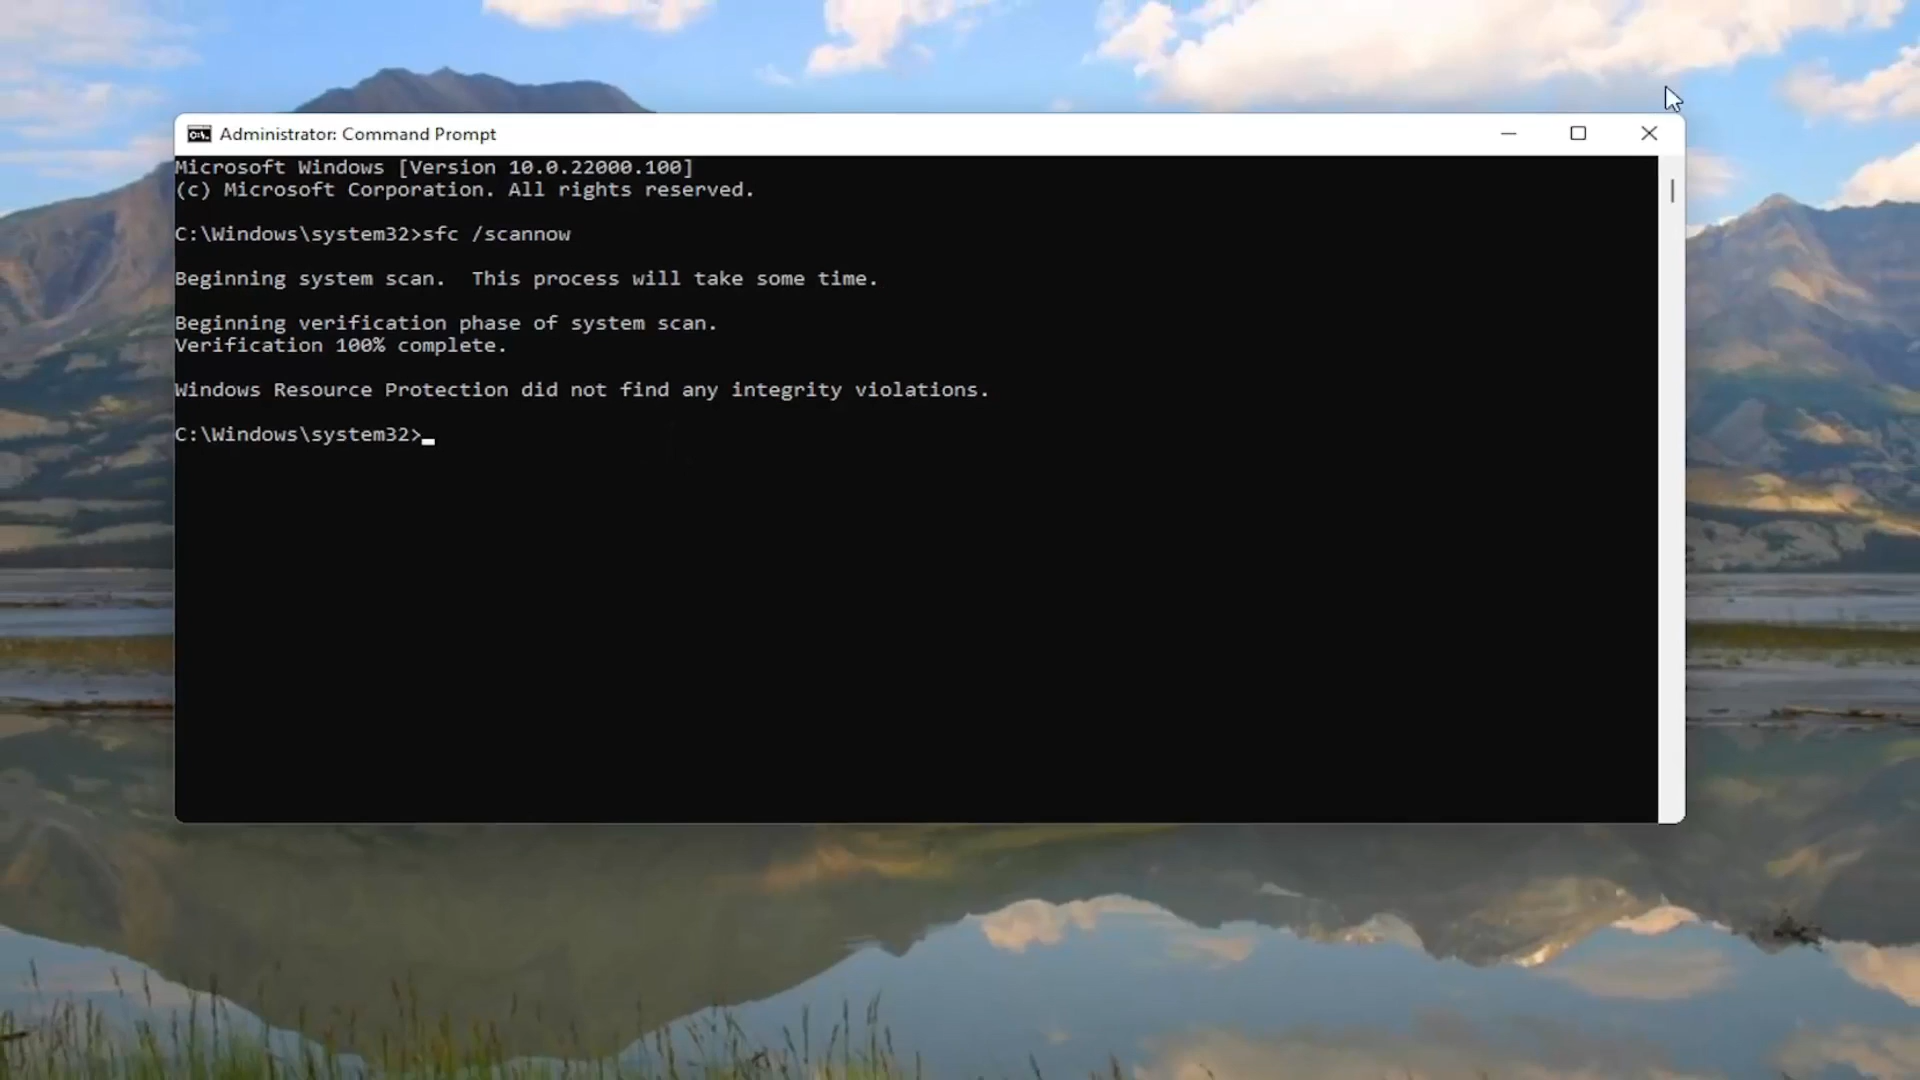 Administrator: Command Prompt
Microsoft Windows [Version 10.0.22000.100]
(c) Microsoft Corporation. All rights reserved.
C:\Windows\system32>sfc /scannow
Beginning system scan.  This process will take some time.
Beginning verification phase of system scan.
Verification 100% complete.
Windows Resource Protection did not find any integrity violations.
C:\Windows\system32>